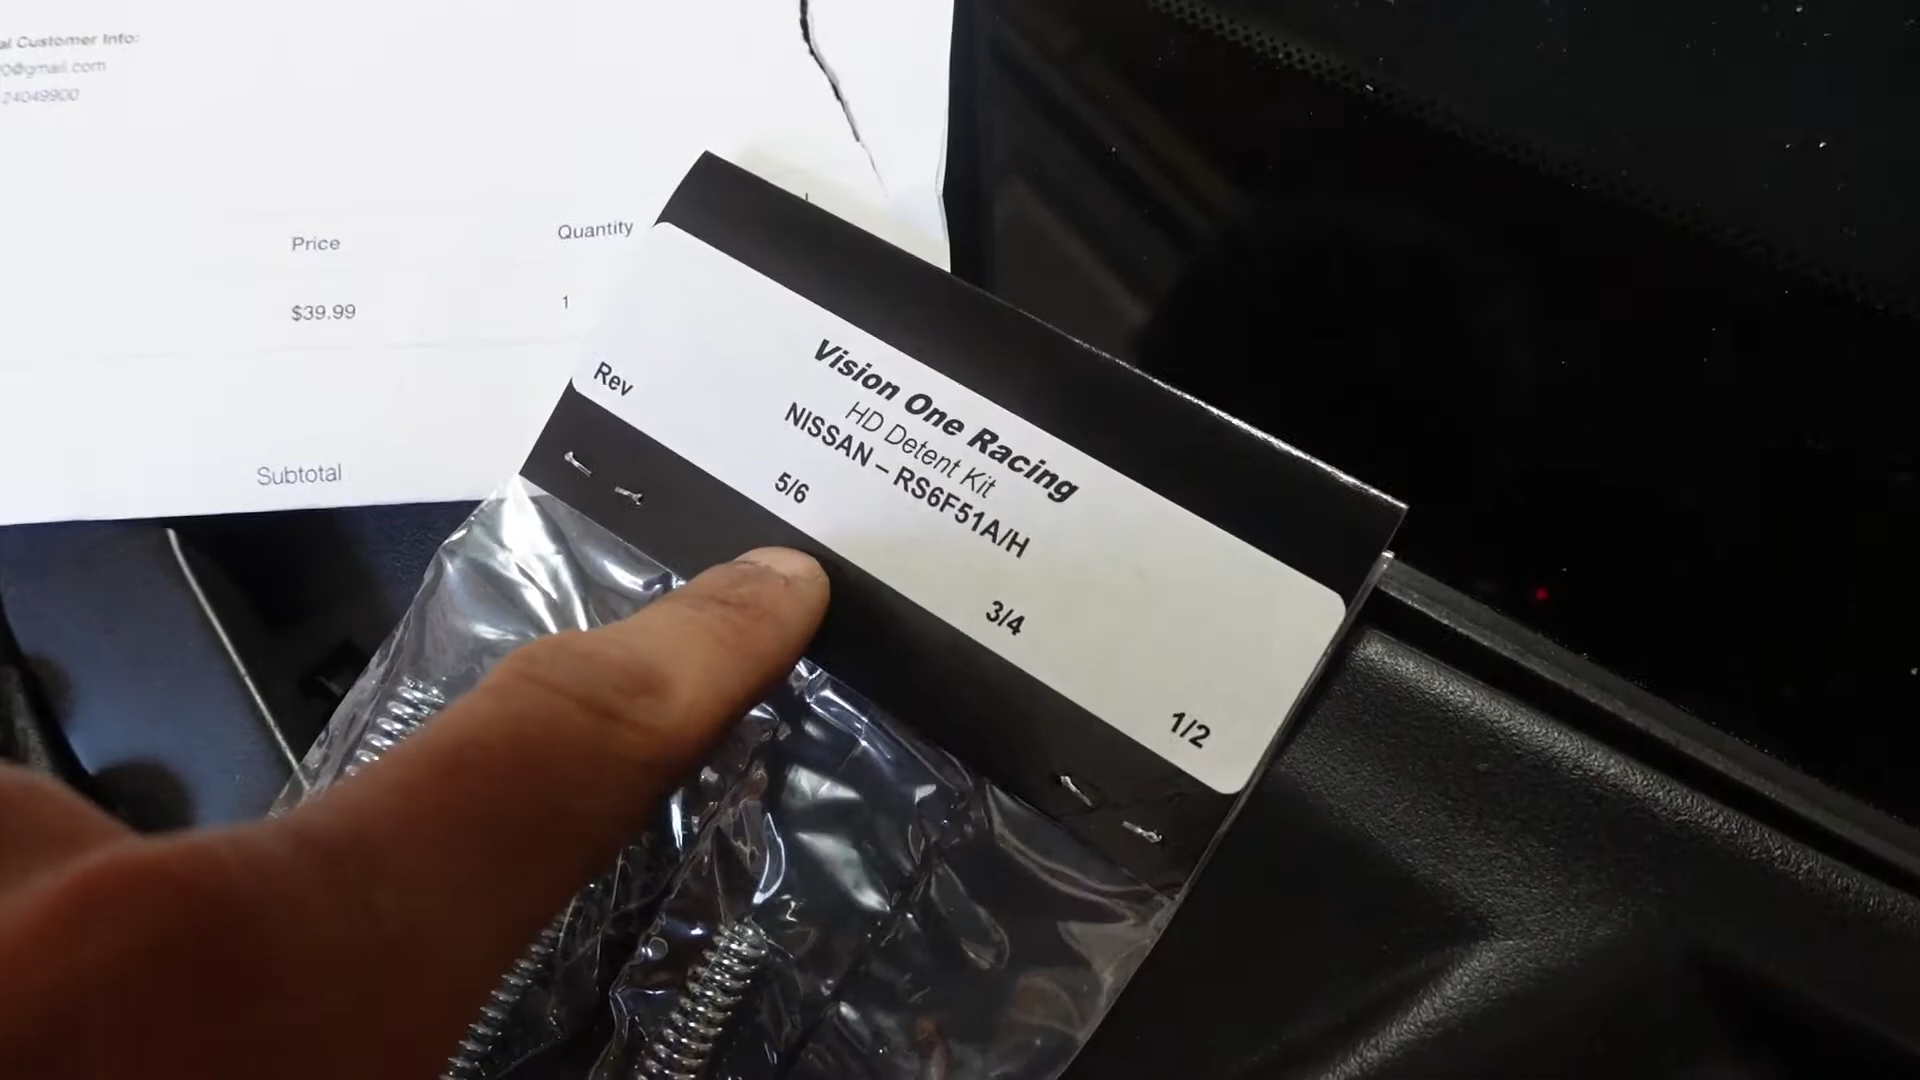 al Customer Info:
0@gmail.com
24049900
Price
Quantity
$39.99
1
Subtotal
Vision One Racing
HD Detent Kit
NISSAN – RS6F51A/H
Rev
5/6
3/4
1/2